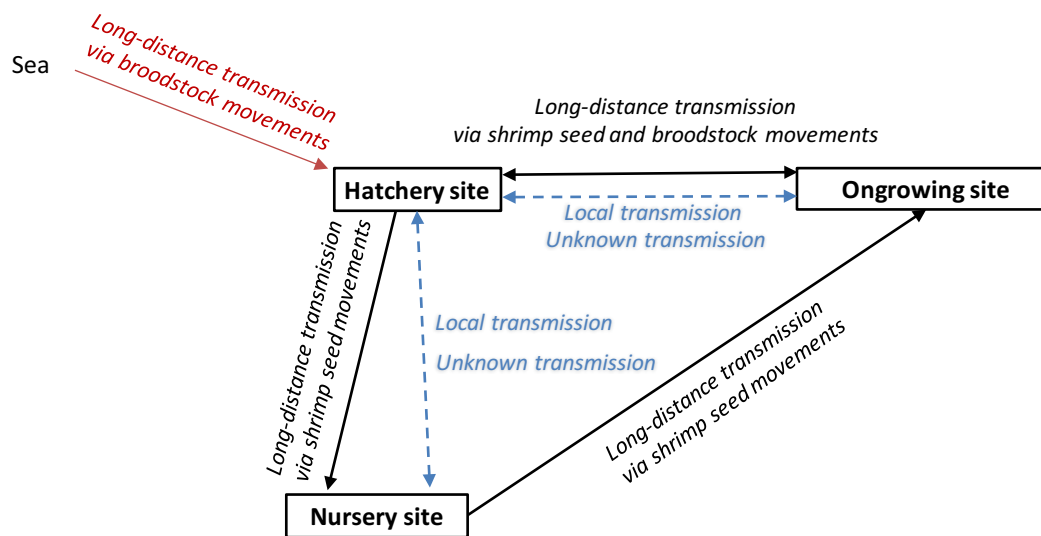 Sea
Long-distance transmission
via broodstock movements
Long-distance transmission
via shrimp seed and broodstock movements
Hatchery site
Ongrowing site
Local transmission
Unknown transmission
Long-distance transmission
via shrimp seed movements
Local transmission
Unknown transmission
Long-distance transmission
via shrimp seed movements
Nursery site